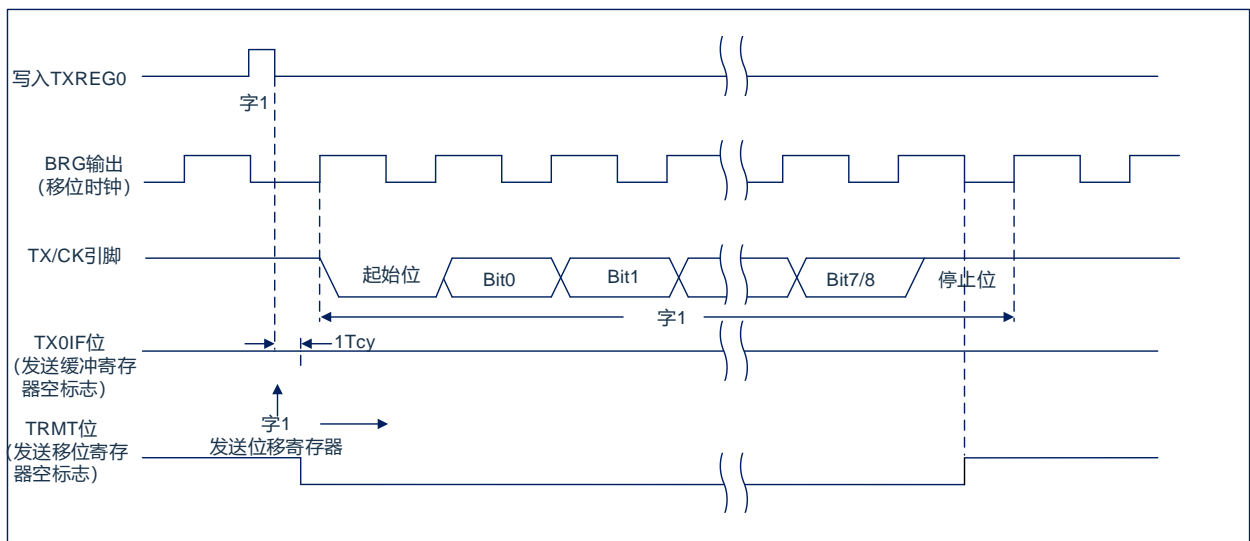 写入TXREG0
字1
BRG输出
(移位时钟)
TX/CK引脚
起始位
Bit0
Bit1
Bit7/8
停止位
字1
TX0IF位
(发送缓冲寄存
器空标志)
1Tcy
字1
发送位移寄存器
TRMT位
(发送移位寄存
器空标志)